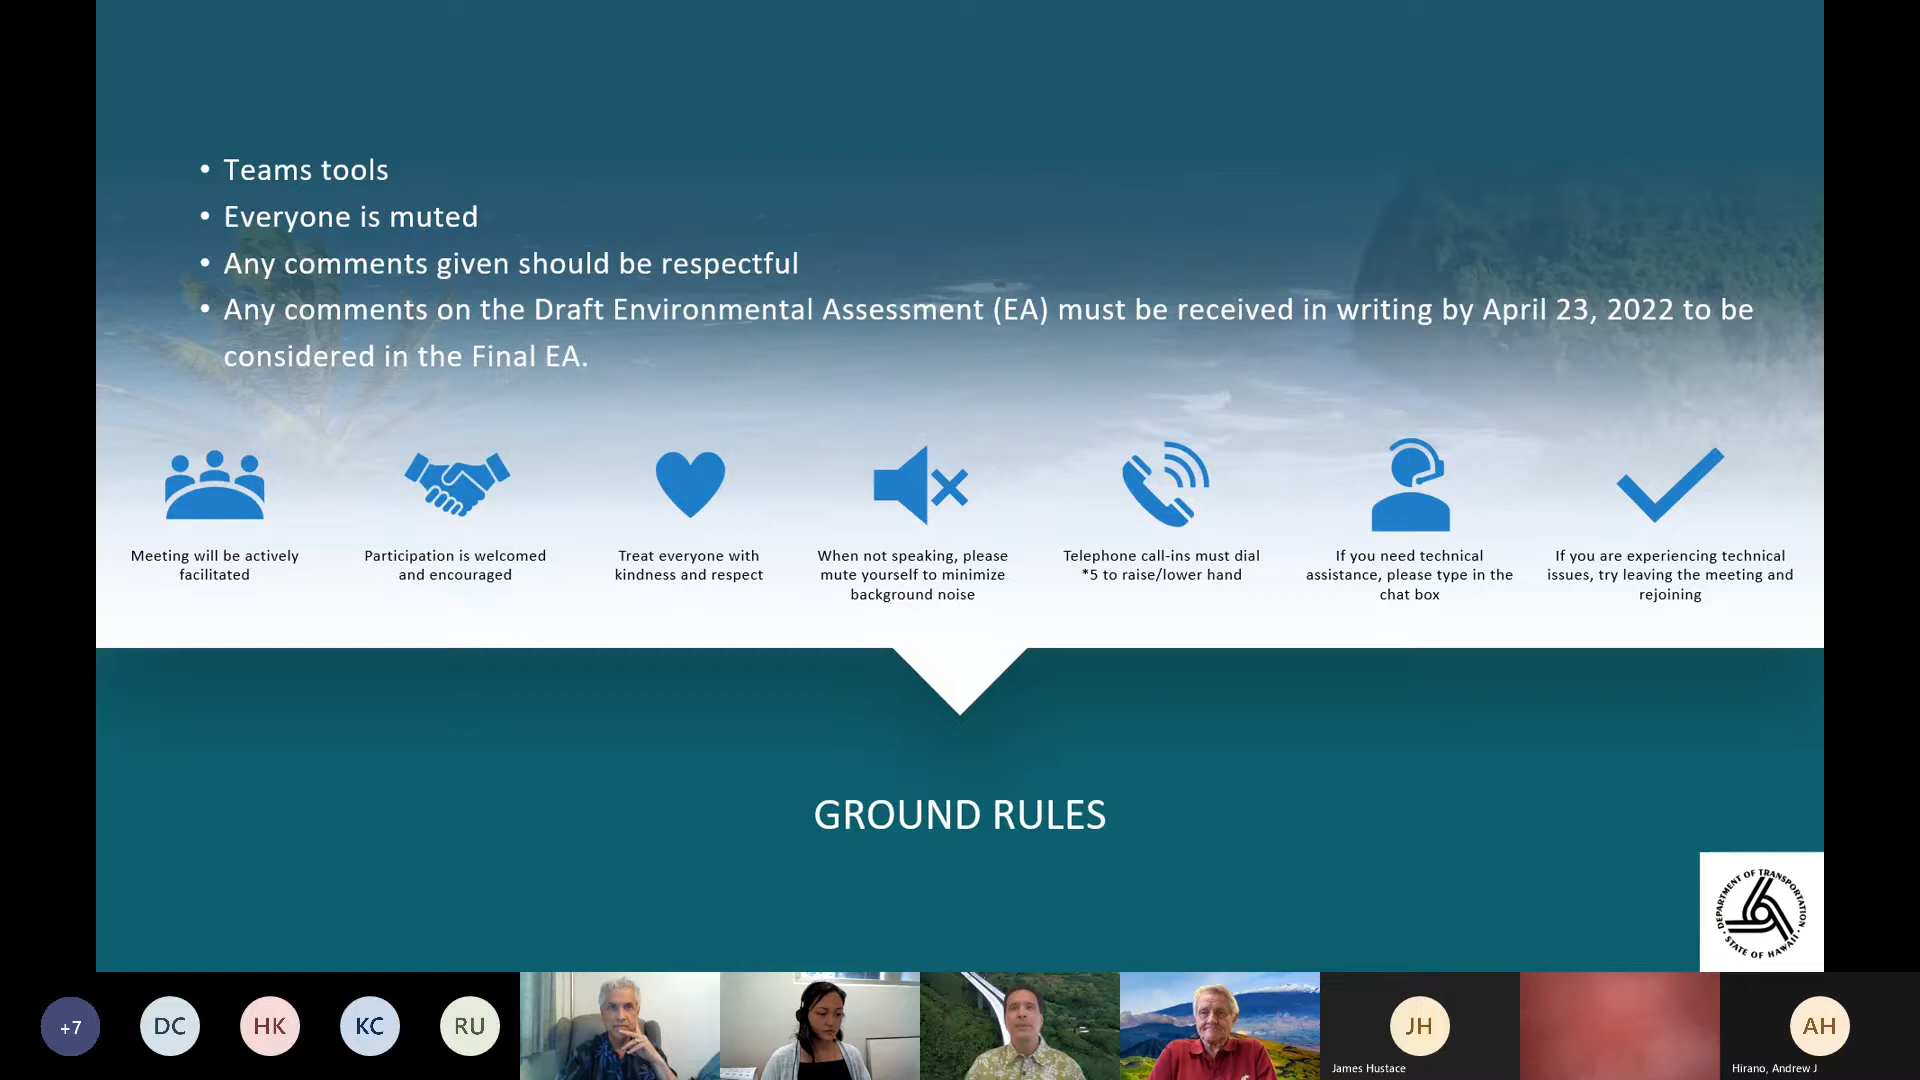 • Teams tools
• Everyone is muted
• Any comments given should be respectful
• Any comments on the Draft Environmental Assessment (EA) must be received in writing by April 23, 2022 to be
considered in the Final EA.
Meeting will be actively
facilitated
Participation is welcomed
and encouraged
Treat everyone with
kindness and respect
When not speaking, please
mute yourself to minimize
background noise
Telephone call-ins must dial
*5 to raise/lower hand
If you need technical
assistance, please type in the
chat box
If you are experiencing technical
issues, try leaving the meeting and
rejoining
GROUND RULES
DEPARTMENT OF TRANSPORTATION
STATE OF HAWAII
+7
DC
HK
KC
RU
JH
James Hustace
AH
Hirano, Andrew J